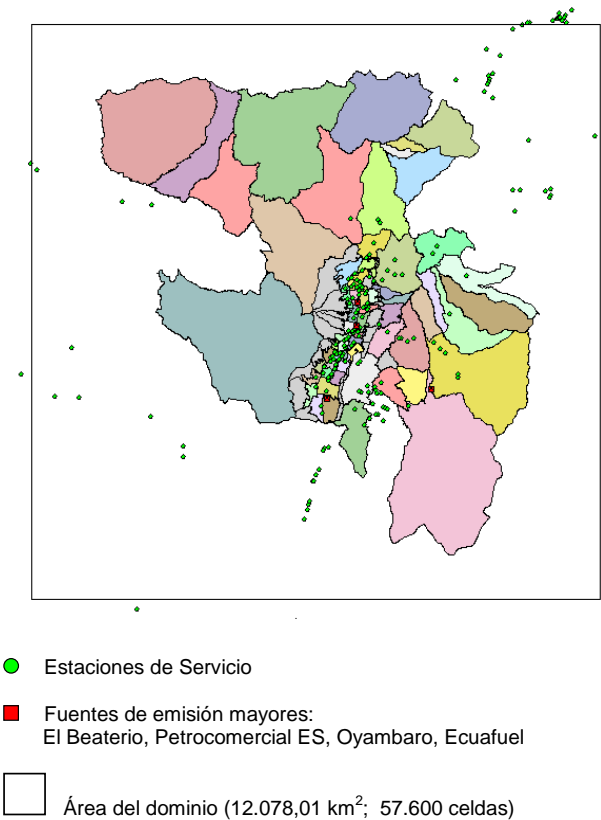 Estaciones de Servicio
Fuentes de emisión mayores:
El Beaterio, Petrocomercial ES, Oyambaro, Ecuafuel
Área del dominio (12.078,01 km²; 57.600 celdas)